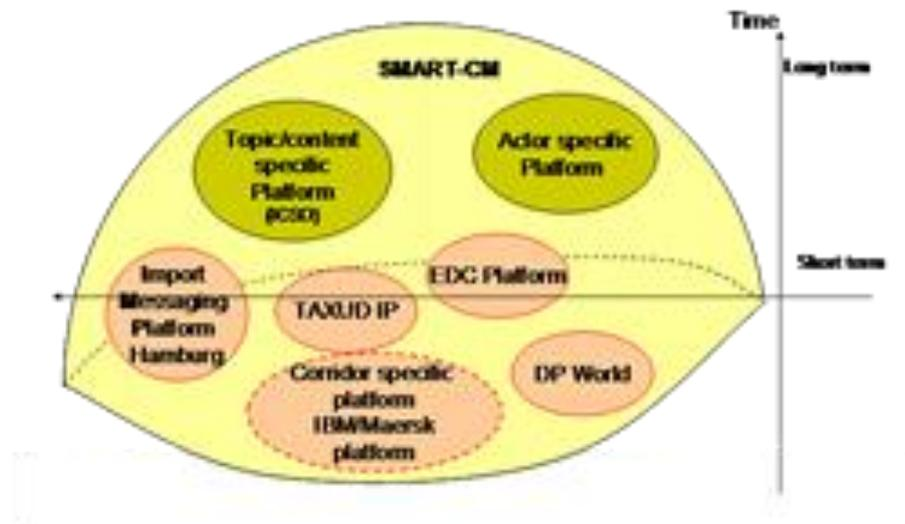 Time
Long term
SMART-CM
Topic/content
specific
Platform
(ICSD)
Actor specific
Platform
Short term
Import
Messaging
Platform
Hamburg
TAXUD IP
EDC Platform
Corridor specific
platform
IBM/Maersk
platform
DP World